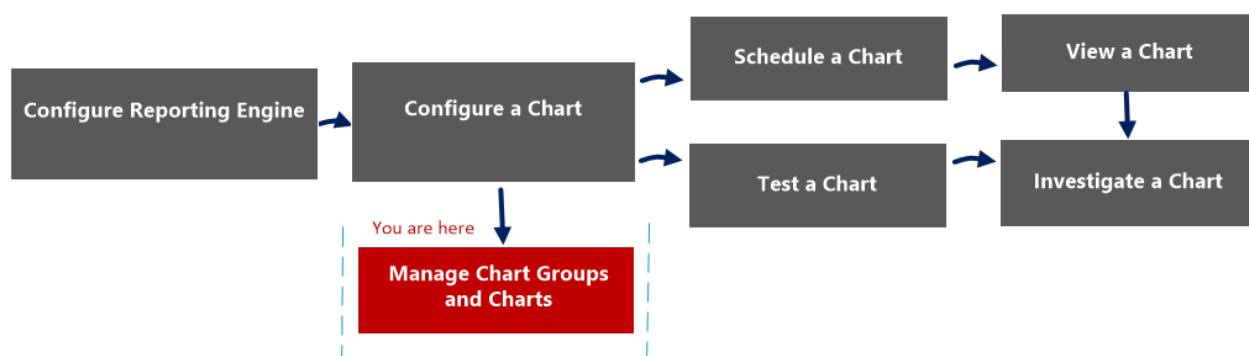 Configure Reporting Engine
Configure a Chart
Schedule a Chart
View a Chart
Test a Chart
Investigate a Chart
You are here
Manage Chart Groups
and Charts